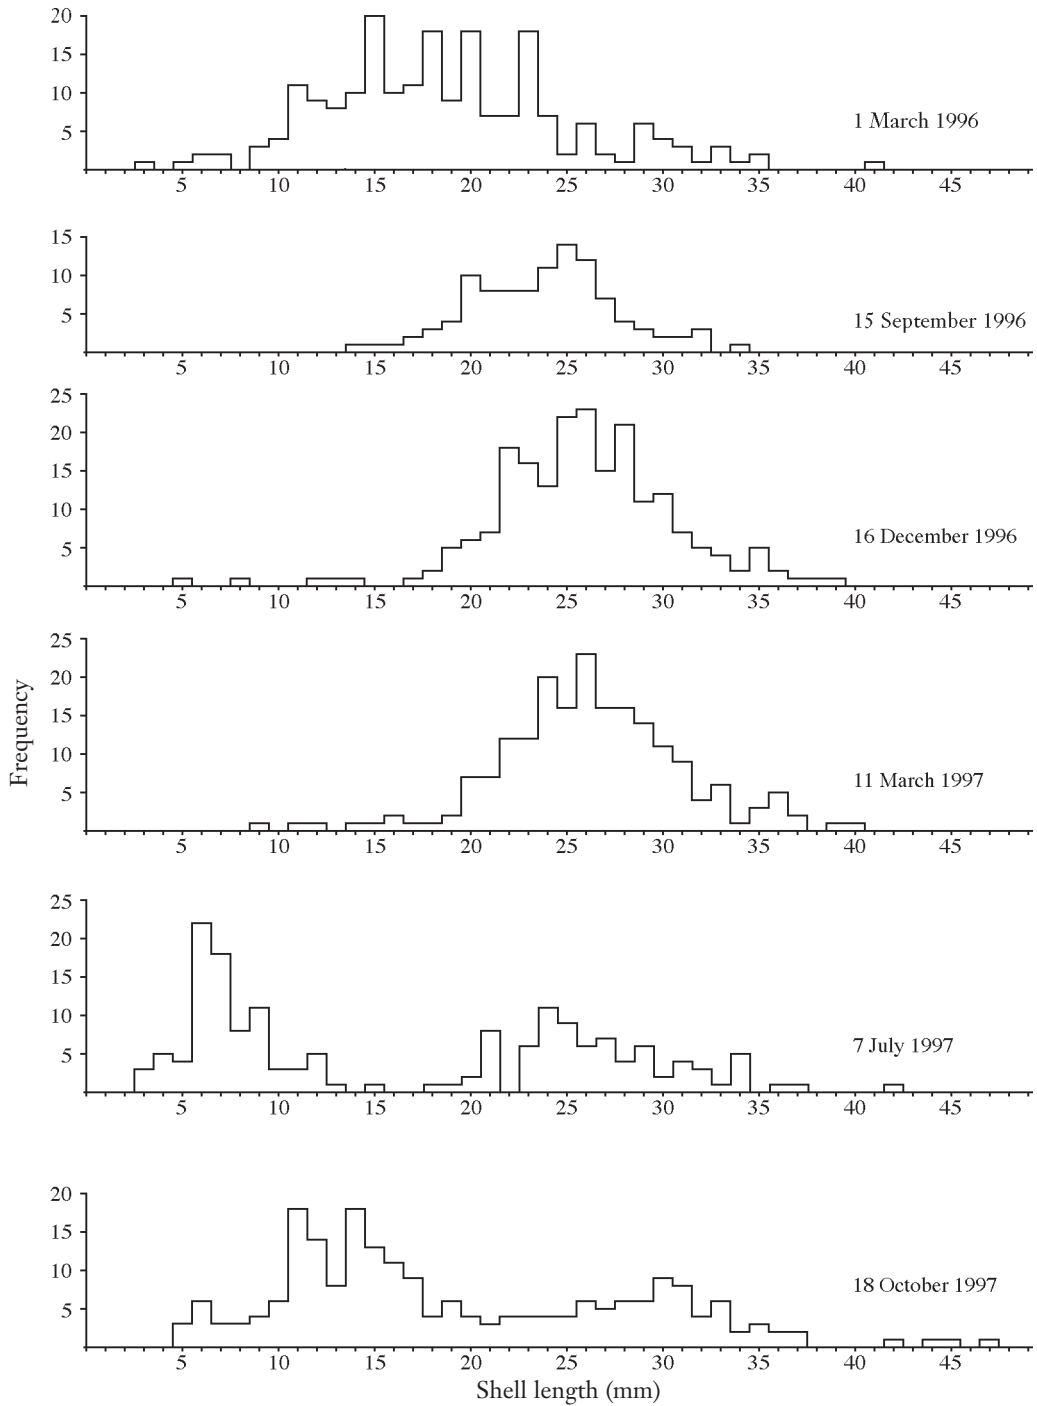 20
15
10
5
1 March 1996
5 10 15 20 25 30 35 40 45
15
10
5
15 September 1996
5 10 15 20 25 30 35 40 45
25
20
15
10
5
16 December 1996
5 10 15 20 25 30 35 40 45
Frequency
25
20
15
10
5
11 March 1997
5 10 15 20 25 30 35 40 45
25
20
15
10
5
7 July 1997
5 10 15 20 25 30 35 40 45
20
15
10
5
18 October 1997
5 10 15 20 25 30 35 40 45
Shell length (mm)